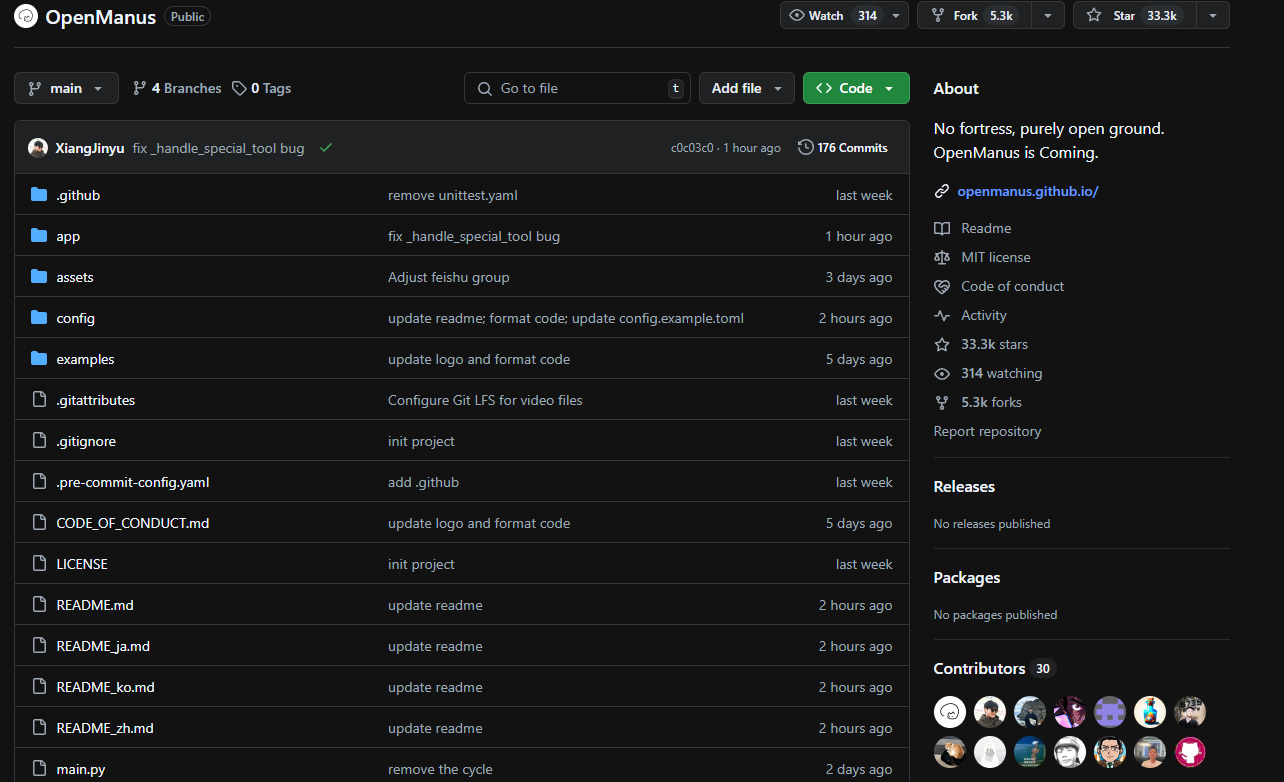 OpenManus Public Watch 314 Fork 5.3k Star 33.3k
main 4 Branches 0 Tags Go to file t Add file Code
XiangJinyu fix _handle_special_tool bug c0c03c0 · 1 hour ago 176 Commits
.github remove unittest.yaml last week
app fix _handle_special_tool bug 1 hour ago
assets Adjust feishu group 3 days ago
config update readme; format code; update config.example.toml 2 hours ago
examples update logo and format code 5 days ago
.gitattributes Configure Git LFS for video files last week
.gitignore init project last week
.pre-commit-config.yaml add .github last week
CODE_OF_CONDUCT.md update logo and format code 5 days ago
LICENSE init project last week
README.md update readme 2 hours ago
README_ja.md update readme 2 hours ago
README_ko.md update readme 2 hours ago
README_zh.md update readme 2 hours ago
main.py remove the cycle 2 days ago
About
No fortress, purely open ground.
OpenManus is Coming.
openmanus.github.io/
Readme
MIT license
Code of conduct
Activity
33.3k stars
314 watching
5.3k forks
Report repository
Releases
No releases published
Packages
No packages published
Contributors 30